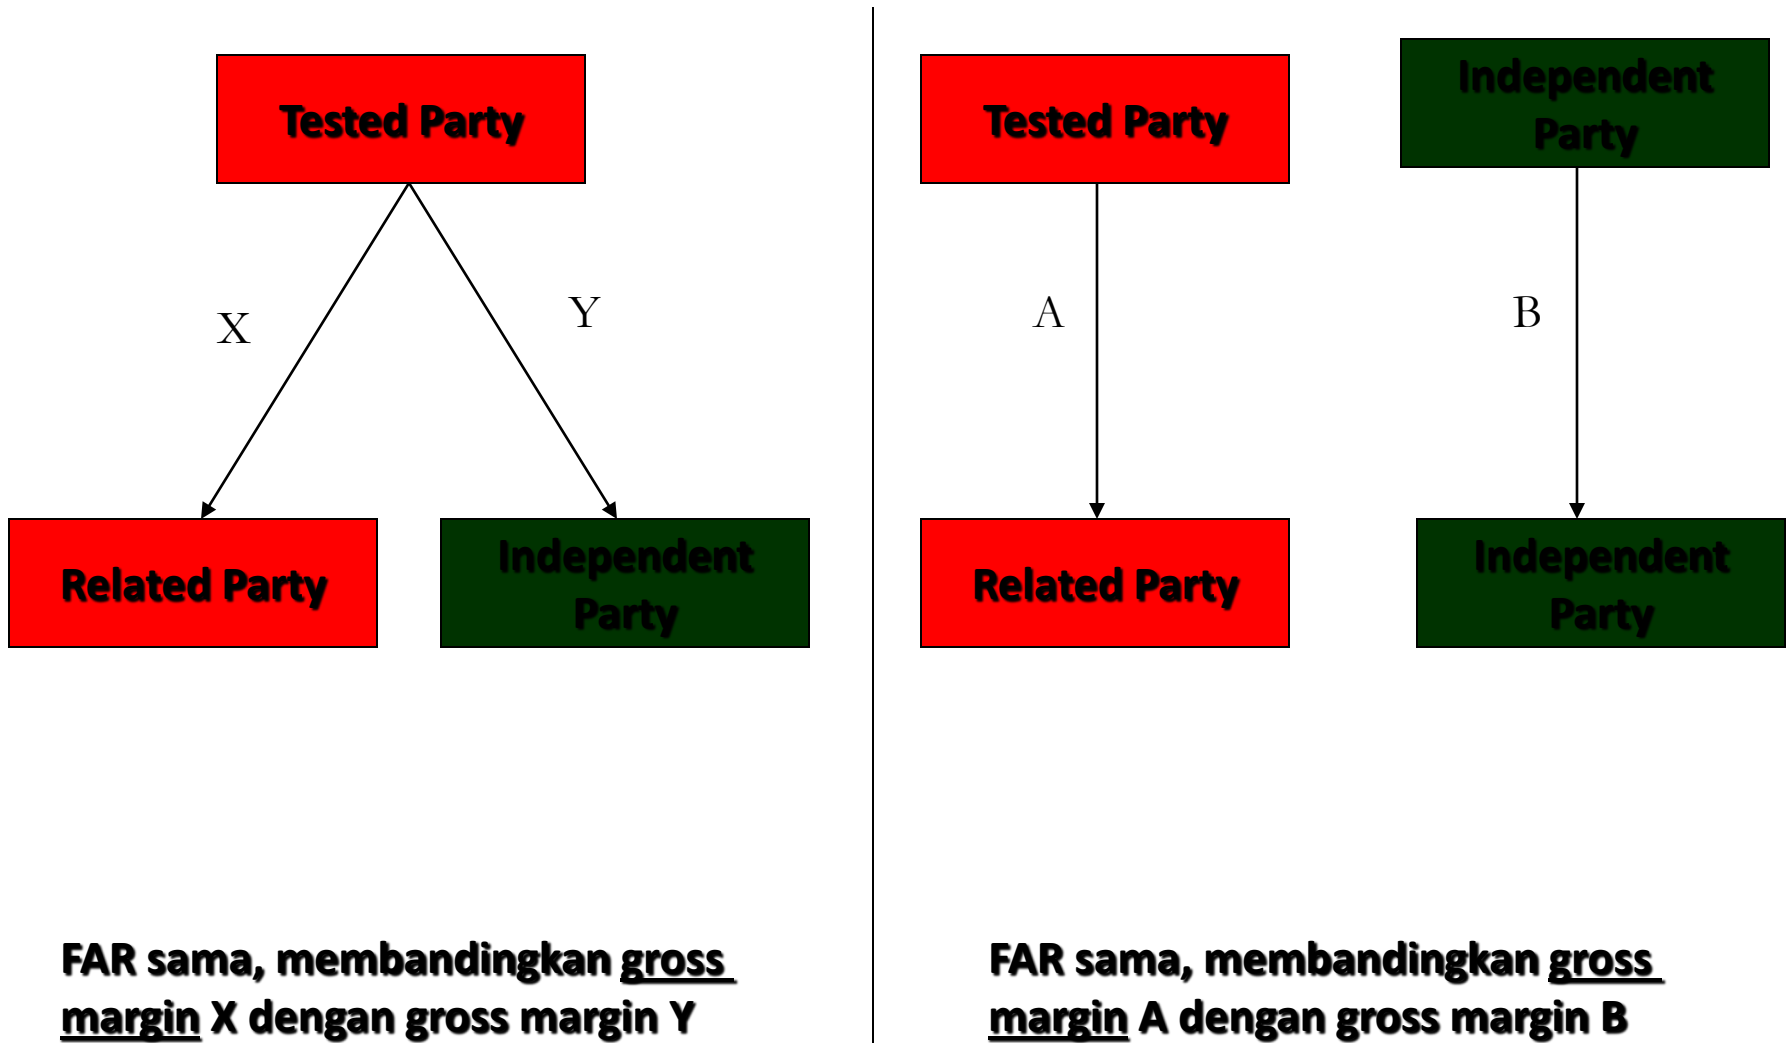 Tested Party
X
Y
Related Party
Independent
Party
FAR sama, membandingkan gross
margin X dengan gross margin Y
Tested Party
Independent
Party
A
B
Related Party
Independent
Party
FAR sama, membandingkan gross
margin A dengan gross margin B